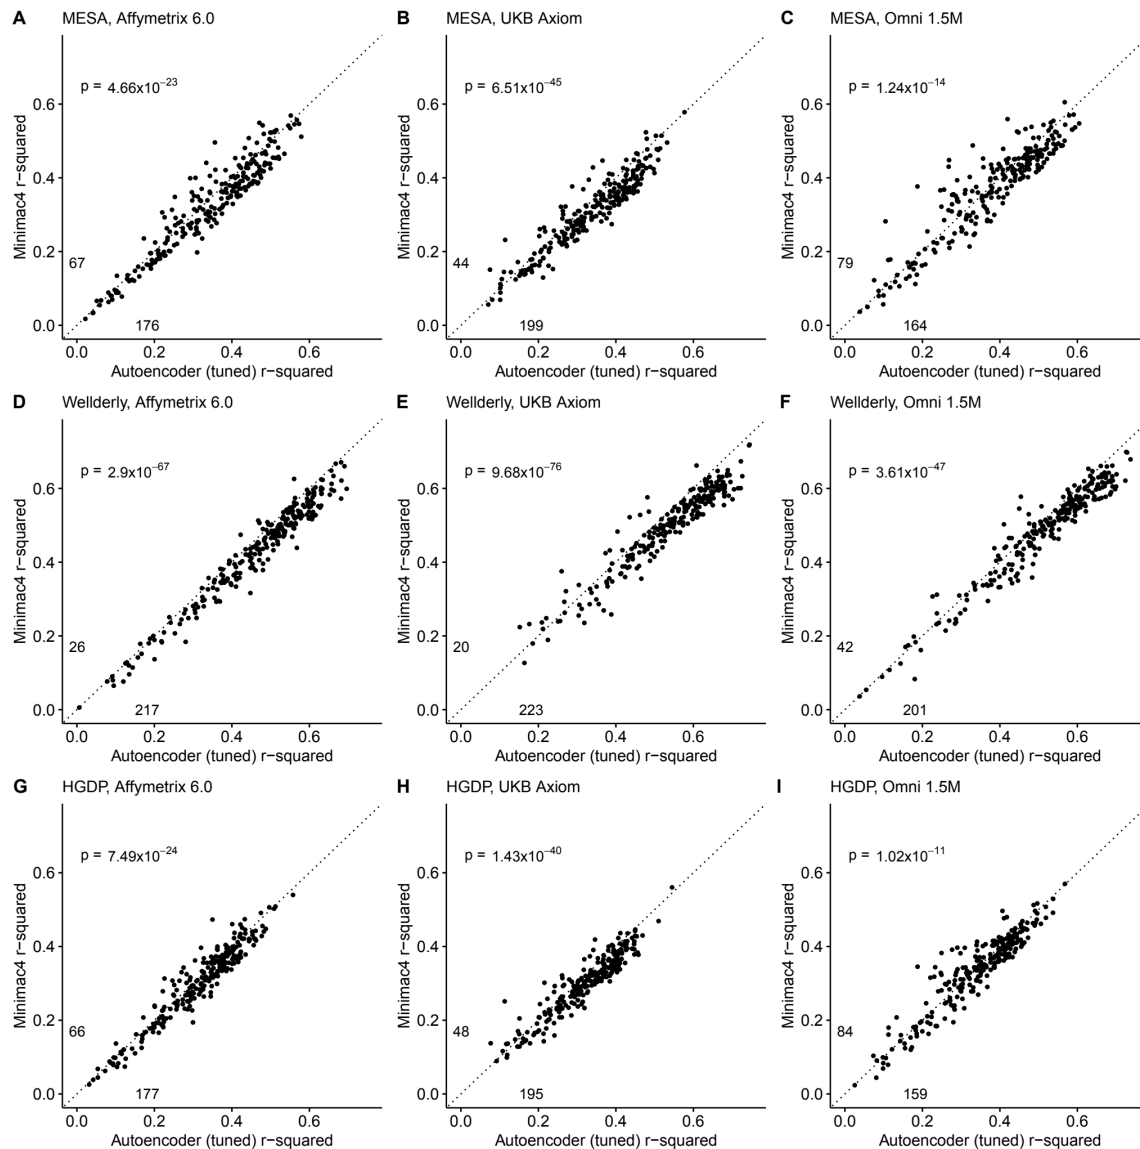 A MESA, Affymetrix 6.0
p = 4.66x10−23
67
176
0.6
0.4
0.2
0.0
0.0 0.2 0.4 0.6
Minimac4 r−squared
Autoencoder (tuned) r−squared
B MESA, UKB Axiom
p = 6.51x10−45
44
199
0.6
0.4
0.2
0.0
0.0 0.2 0.4 0.6
Minimac4 r−squared
Autoencoder (tuned) r−squared
C MESA, Omni 1.5M
p = 1.24x10−14
79
164
0.6
0.4
0.2
0.0
0.0 0.2 0.4 0.6
Minimac4 r−squared
Autoencoder (tuned) r−squared
D Wellderly, Affymetrix 6.0
p = 2.9x10−67
26
217
0.6
0.4
0.2
0.0
0.0 0.2 0.4 0.6
Minimac4 r−squared
Autoencoder (tuned) r−squared
E Wellderly, UKB Axiom
p = 9.68x10−76
20
223
0.6
0.4
0.2
0.0
0.0 0.2 0.4 0.6
Minimac4 r−squared
Autoencoder (tuned) r−squared
F Wellderly, Omni 1.5M
p = 3.61x10−47
42
201
0.6
0.4
0.2
0.0
0.0 0.2 0.4 0.6
Minimac4 r−squared
Autoencoder (tuned) r−squared
G HGDP, Affymetrix 6.0
p = 7.49x10−24
66
177
0.6
0.4
0.2
0.0
0.0 0.2 0.4 0.6
Minimac4 r−squared
Autoencoder (tuned) r−squared
H HGDP, UKB Axiom
p = 1.43x10−40
48
195
0.6
0.4
0.2
0.0
0.0 0.2 0.4 0.6
Minimac4 r−squared
Autoencoder (tuned) r−squared
I HGDP, Omni 1.5M
p = 1.02x10−11
84
159
0.6
0.4
0.2
0.0
0.0 0.2 0.4 0.6
Minimac4 r−squared
Autoencoder (tuned) r−squared